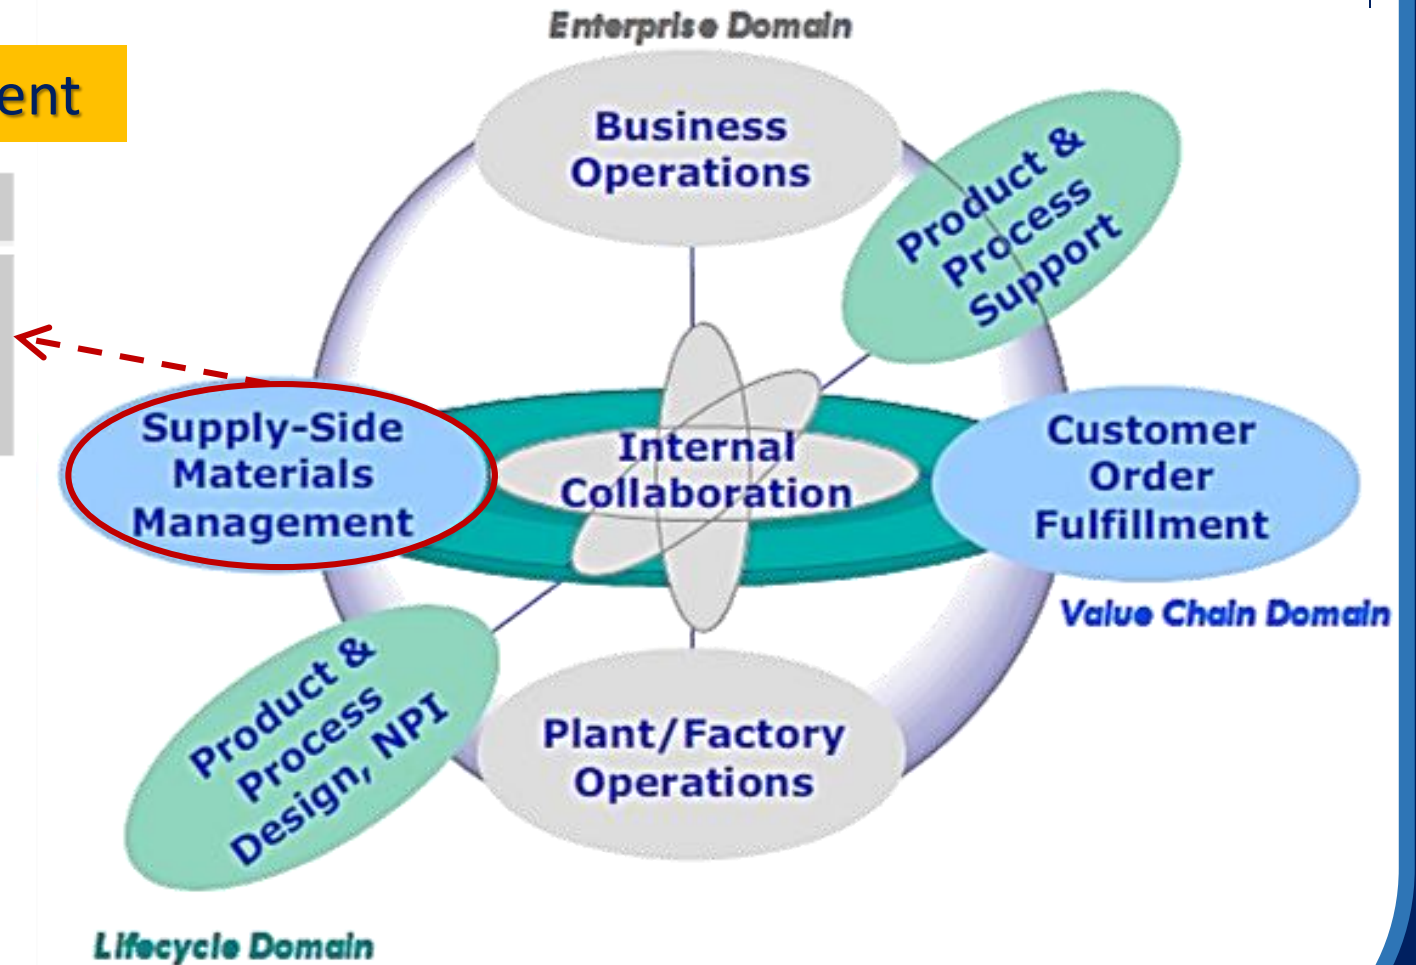 Enterprise Domain
ent
Business
Operations
Product &
Process
Support
Supply-Side
Materials
Management
Internal
Collaboration
Customer
Order
Fulfillment
Value Chain Domain
Product &
Process
Design, NPI
Plant/Factory
Operations
Lifecycle Domain